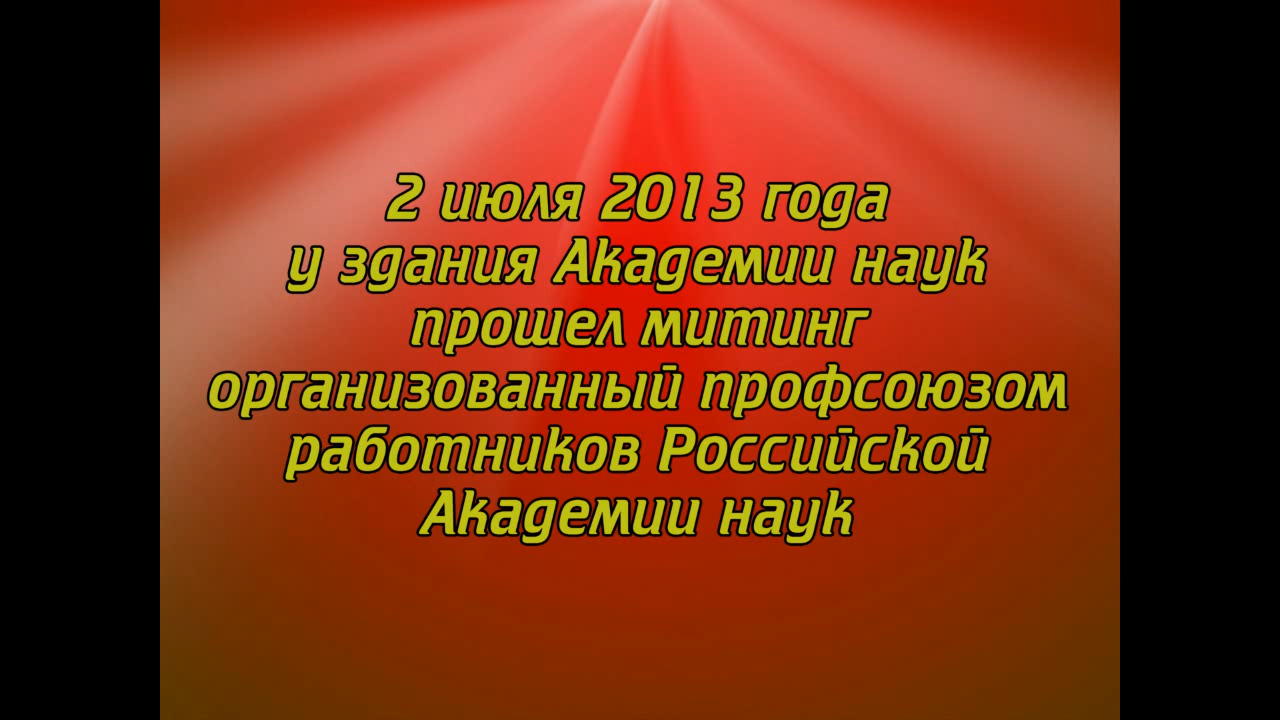 2 июля 2013 года
у здания Академии наук
прошел митинг
организованный профсоюзом
работников Российской
Академии наук